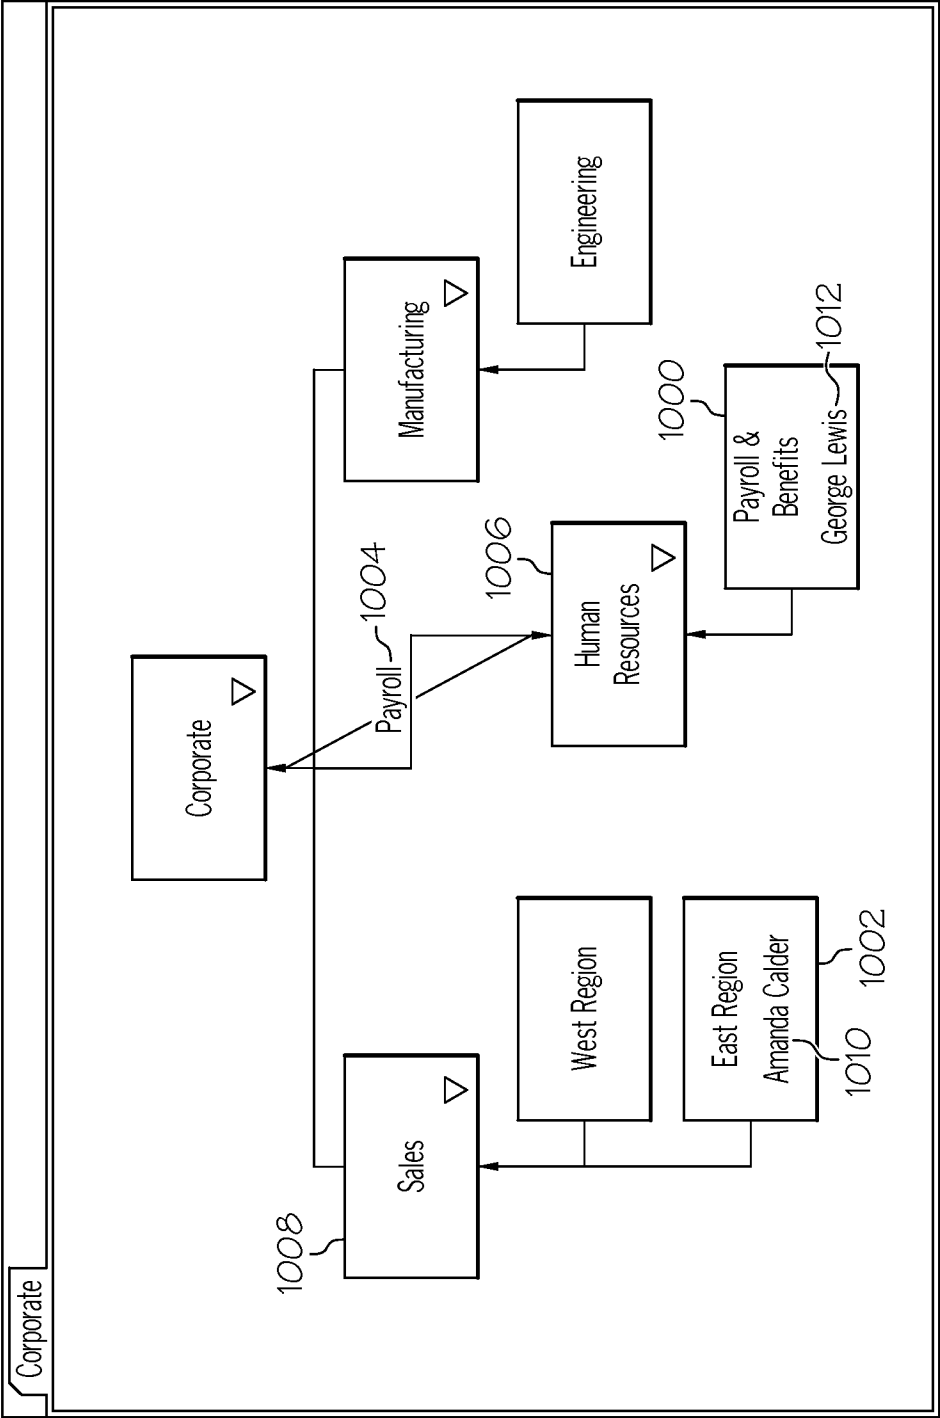 Corporate
Corporate
1008
Sales
Payroll
1004
Manufacturing
West Region
Human
Resources
1006
Engineering
East Region
Amanda Calder
1010
1002
Payroll &
Benefits
George Lewis
1000
1012